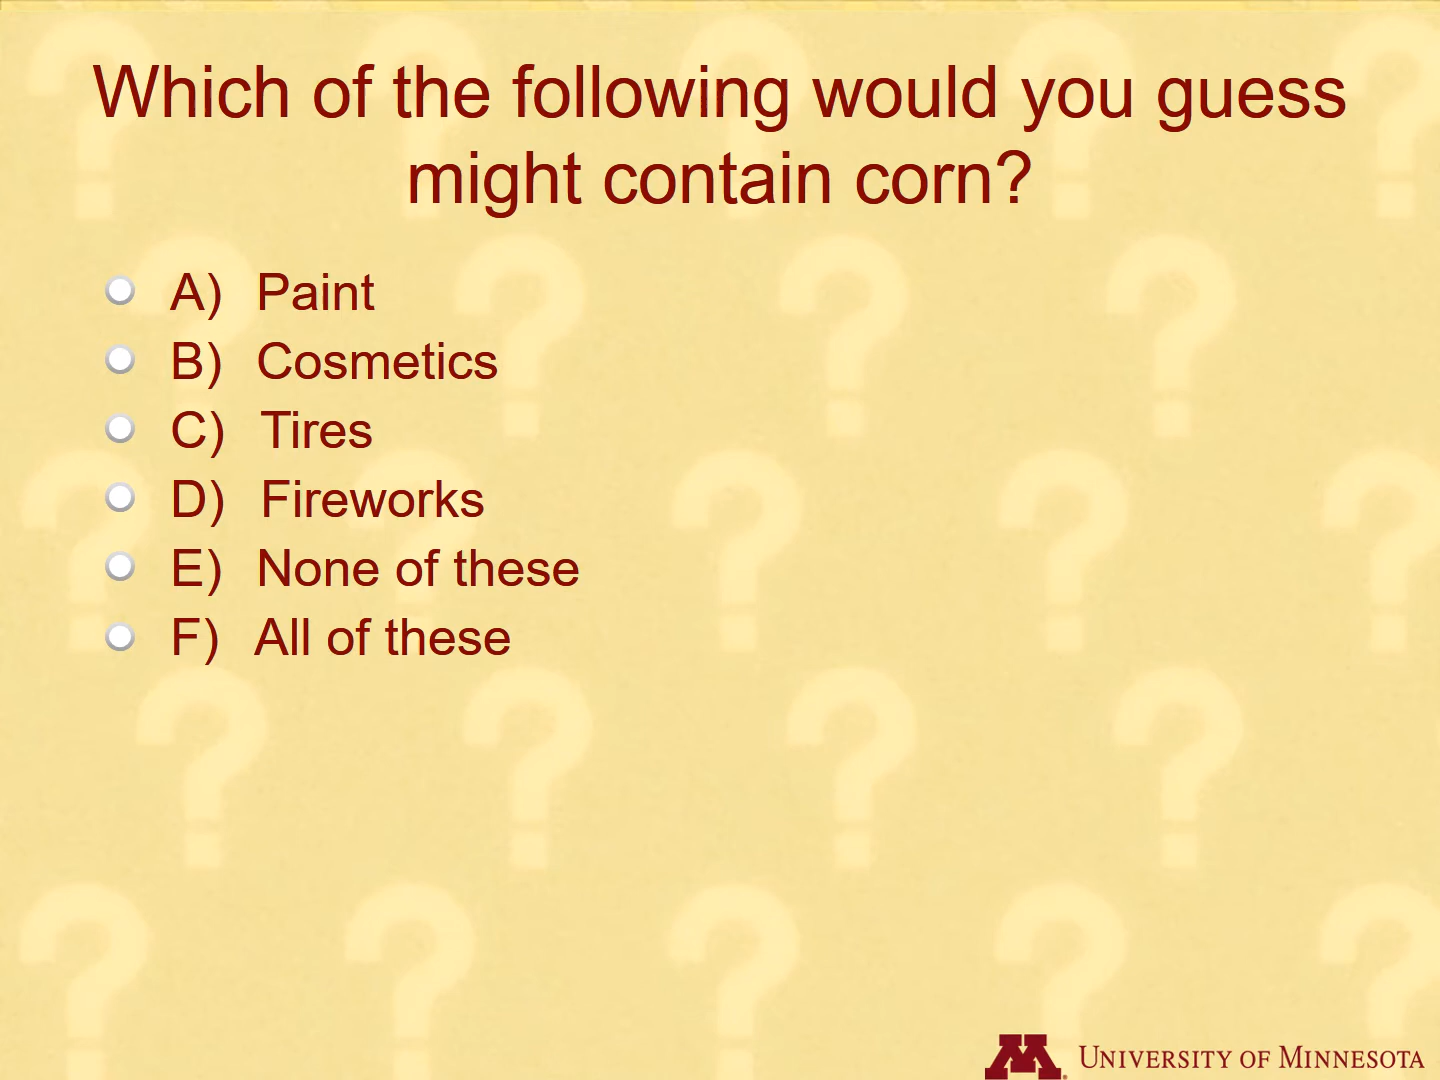 Which of the following would you guess
might contain corn?
A) Paint
B) Cosmetics
C) Tires
D) Fireworks
E) None of these
F) All of these
M UNIVERSITY OF MINNESOTA